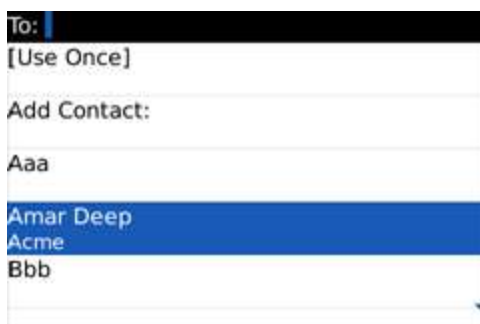 To:
[Use Once]
Add Contact:
Aaa
Amar Deep
Acme
Bbb